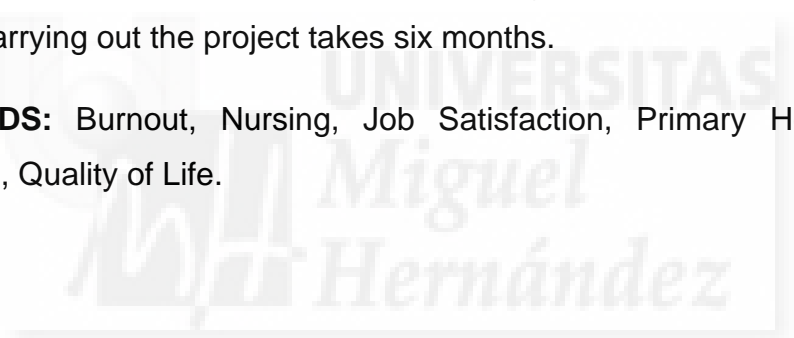 arrying out the project takes six months.
DS: Burnout, Nursing, Job Satisfaction, Primary H
, Quality of Life.
UNIVERSITAS
Miguel
Hernández